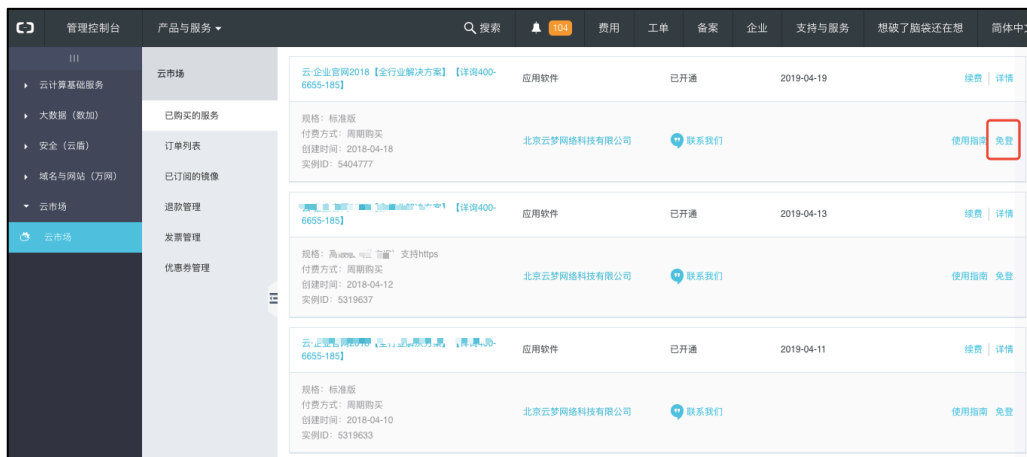 管理控制台 产品与服务 搜索 104 费用 工单 备案 企业 支持与服务 想破了脑袋还在想 简体中
云计算基础服务
大数据（数加）
安全（云盾）
域名与网站（万网）
云市场
云市场
云市场
已购买的服务
订单列表
已订阅的镜像
退款管理
发票管理
优惠券管理
云·企业官网2018【全行业解决方案】【详询400-
6655-185】
应用软件 已开通 2019-04-19 续费 详情
规格：标准版
付费方式：周期购买
创建时间：2018-04-18
实例ID：5404777
北京云梦网络科技有限公司 联系我们 使用指南 免登
【详询400-
6655-185】
应用软件 已开通 2019-04-13 续费 详情
规格：高 支持https
付费方式：周期购买
创建时间：2018-04-12
实例ID：5319637
北京云梦网络科技有限公司 联系我们 使用指南 免登
6655-185】
应用软件 已开通 2019-04-11 续费 详情
规格：标准版
付费方式：周期购买
创建时间：2018-04-10
实例ID：5319633
北京云梦网络科技有限公司 联系我们 使用指南 免登